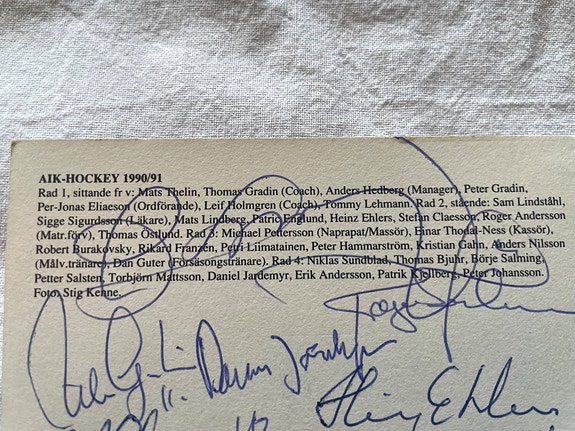 AIK-HOCKEY 1990/91
Rad 1, sittande fr v: Mats Thelin, Thomas Gradin (Coach), Anders Hedberg (Manager), Peter Gradin,
Per-Jonas Eliaeson (Ordförande), Leif Holmgren (Coach), Tommy Lehmann. Rad 2, stående: Sam Lindståhl,
Sigge Sigurdsson (Läkare), Mats Lindberg, Patric Englund, Heinz Ehlers, Stefan Claesson, Roger Andersson
(Matr.förv), Thomas Östlund. Rad 3: Michael Pettersson (Naprapat/Massör), Einar Thodal-Ness (Kassör),
Robert Burakovsky, Rikard Franzén, Petri Liimatainen, Peter Hammarström, Kristian Gahn, Anders Nilsson
(Målv.tränare), Dan Guter (Försäsongstränare). Rad 4: Niklas Sundblad, Thomas Bjuhr, Börje Salming,
Petter Salsten, Torbjörn Mattsson, Daniel Jardemyr, Erik Andersson, Patrik Kjellberg, Peter Johansson.
Foto: Stig Kenne.
Heinz Ehlers